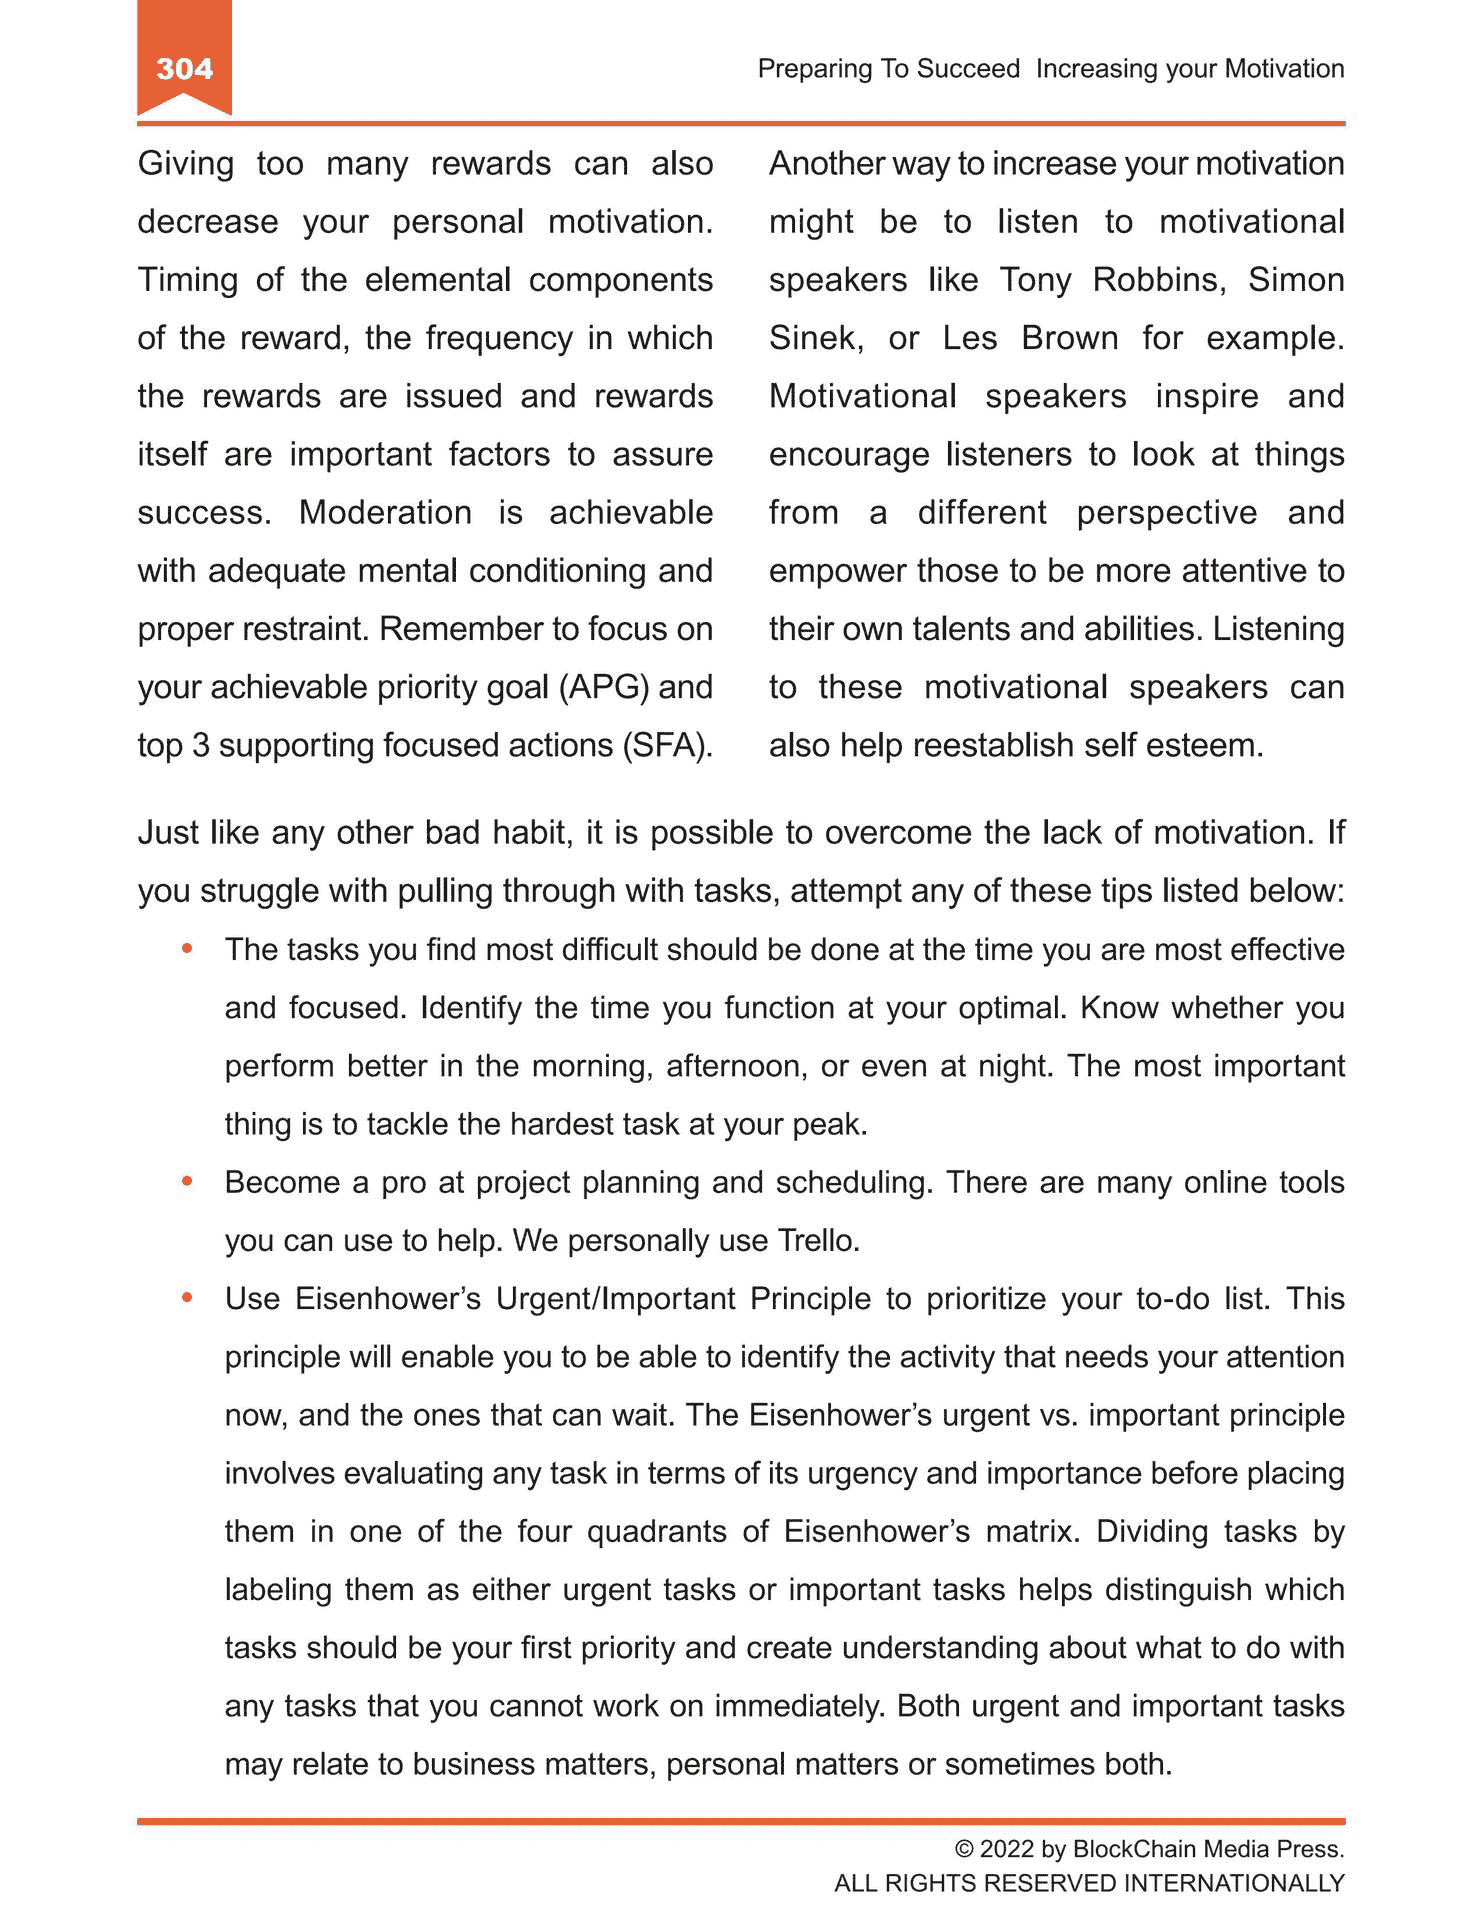 304
Preparing To Succeed  Increasing your Motivation
Giving too many rewards can also
decrease your personal motivation.
Timing of the elemental components
of the reward, the frequency in which
the rewards are issued and rewards
itself are important factors to assure
success. Moderation is achievable
with adequate mental conditioning and
proper restraint. Remember to focus on
your achievable priority goal (APG) and
top 3 supporting focused actions (SFA).
Another way to increase your motivation
might be to listen to motivational
speakers like Tony Robbins, Simon
Sinek, or Les Brown for example.
Motivational speakers inspire and
encourage listeners to look at things
from a different perspective and
empower those to be more attentive to
their own talents and abilities. Listening
to these motivational speakers can
also help reestablish self esteem.
Just like any other bad habit, it is possible to overcome the lack of motivation. If
you struggle with pulling through with tasks, attempt any of these tips listed below:
• The tasks you find most difficult should be done at the time you are most effective
and focused. Identify the time you function at your optimal. Know whether you
perform better in the morning, afternoon, or even at night. The most important
thing is to tackle the hardest task at your peak.
• Become a pro at project planning and scheduling. There are many online tools
you can use to help. We personally use Trello.
• Use Eisenhower’s Urgent/Important Principle to prioritize your to-do list. This
principle will enable you to be able to identify the activity that needs your attention
now, and the ones that can wait. The Eisenhower’s urgent vs. important principle
involves evaluating any task in terms of its urgency and importance before placing
them in one of the four quadrants of Eisenhower’s matrix. Dividing tasks by
labeling them as either urgent tasks or important tasks helps distinguish which
tasks should be your first priority and create understanding about what to do with
any tasks that you cannot work on immediately. Both urgent and important tasks
may relate to business matters, personal matters or sometimes both.
© 2022 by BlockChain Media Press.
ALL RIGHTS RESERVED INTERNATIONALLY